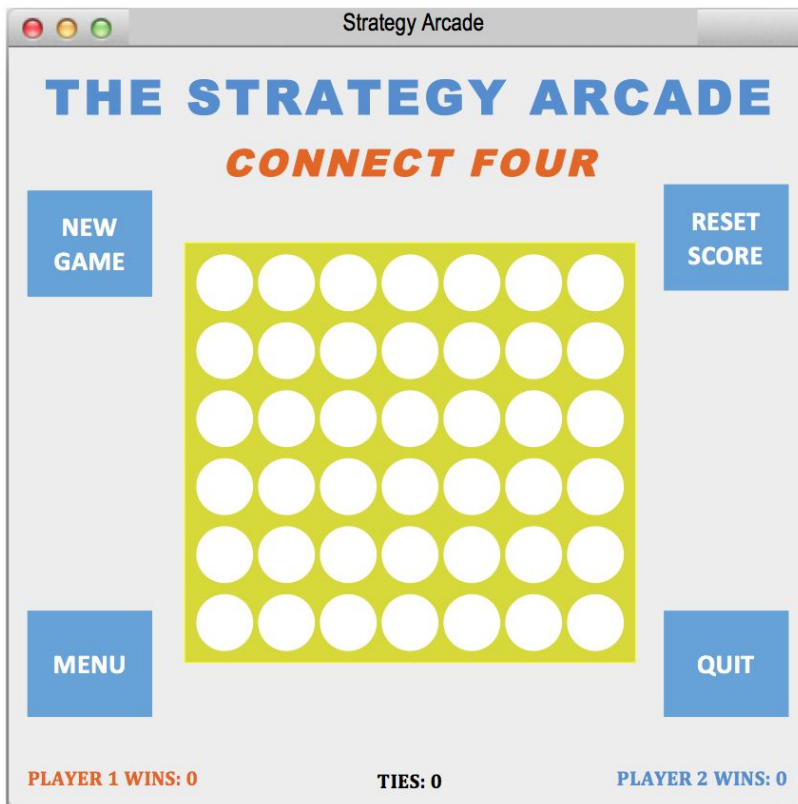 Strategy Arcade
THE STRATEGY ARCADE
CONNECT FOUR
NEW
GAME
RESET
SCORE
MENU
QUIT
PLAYER 1 WINS: 0
TIES: 0
PLAYER 2 WINS: 0